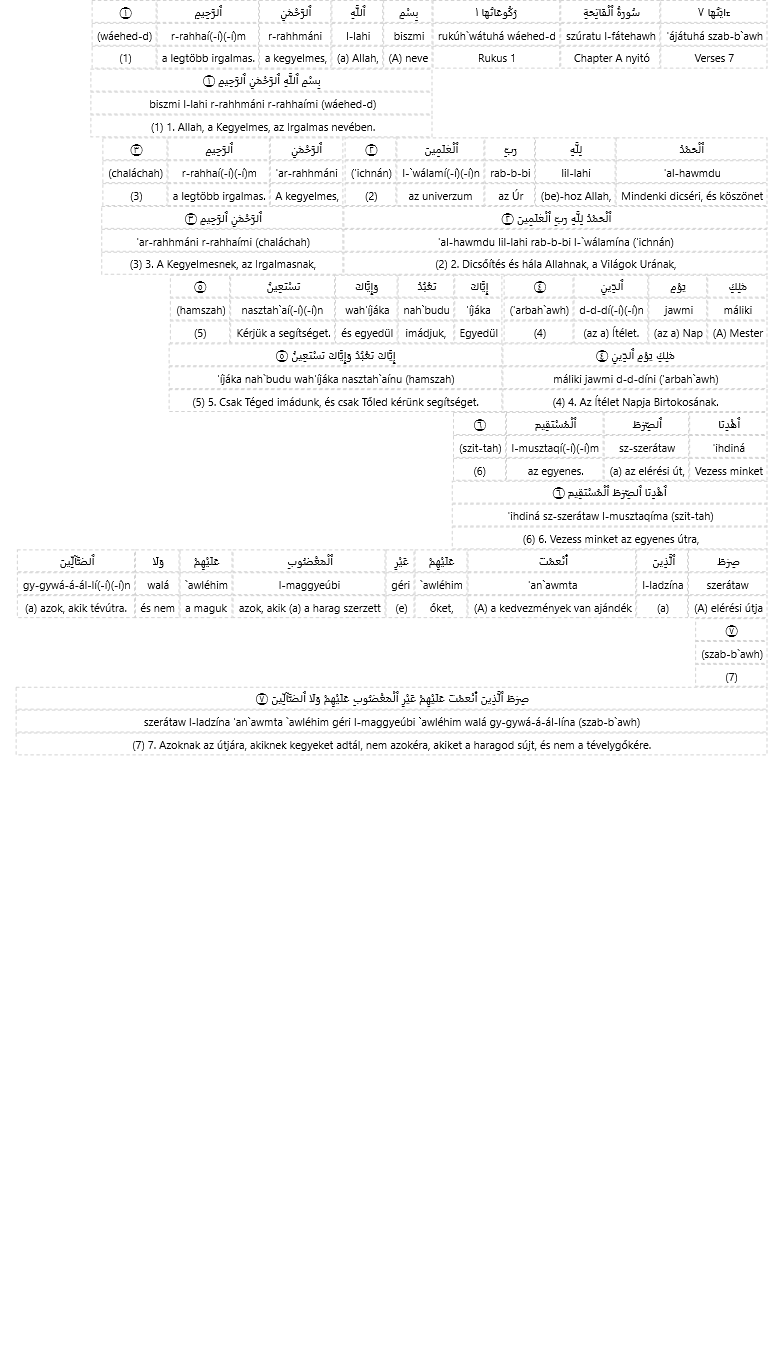 ءَايَاتُهَا ٧ سُورَةُ ٱلْفَاتِحَةِ رُكُوعَاتُهَا ١ بِسْمِ ٱللَّهِ ٱلرَّحْمَٰنِ ٱلرَّحِيمِ ١
'ájátuhá szab-b`awh szúratu l-fátehawh rukúh`wátuhá wáehed-d biszmi l-lahi r-rahhmáni r-rahhaí(-í)(-í)m (wáehed-d)
Verses 7 Chapter A nyitó Rukus 1 (A) neve (a) Allah, a kegyelmes, a legtöbb irgalmas. (1)
بِسْمِ ٱللَّهِ ٱلرَّحْمَٰنِ ٱلرَّحِيمِ ١
biszmi l-lahi r-rahhmáni r-rahhaími (wáehed-d)
(1) 1. Allah, a Kegyelmes, az Irgalmas nevében.
ٱلْحَمْدُ لِلَّهِ رَبِّ ٱلْعَٰلَمِينَ ٢ ٱلرَّحْمَٰنِ ٱلرَّحِيمِ ٣
'al-hawmdu lil-lahi rab-b-bi l-`wálamí(-í)(-í)n ('ichnán) 'ar-rahhmáni r-rahhaí(-í)(-í)m (chaláchah)
Mindenki dicséri, és köszönet (be)-hoz Allah, az Úr az univerzum (2) A kegyelmes, a legtöbb irgalmas. (3)
ٱلْحَمْدُ لِلَّهِ رَبِّ ٱلْعَٰلَمِينَ ٢ ٱلرَّحْمَٰنِ ٱلرَّحِيمِ ٣
'al-hawmdu lil-lahi rab-b-bi l-`wálamína ('ichnán) 'ar-rahhmáni r-rahhaími (chaláchah)
(2) 2. Dicsőítés és hála Allahnak, a Világok Urának, (3) 3. A Kegyelmesnek, az Irgalmasnak,
مَٰلِكِ يَوْمِ ٱلدِّينِ ٤ إِيَّاكَ نَعْبُدُ وَإِيَّاكَ نَسْتَعِينُ ٥
máliki jawmi d-d-dí(-í)(-í)n ('arbah`awh) 'íjáka nah`budu wah'íjáka nasztah`aí(-í)(-í)n (hamszah)
(A) Mester (az a) Nap (az a) Ítélet. (4) Egyedül imádjuk, és egyedül Kérjük a segítséget. (5)
مَٰلِكِ يَوْمِ ٱلدِّينِ ٤ إِيَّاكَ نَعْبُدُ وَإِيَّاكَ نَسْتَعِينُ ٥
máliki jawmi d-d-díni ('arbah`awh) 'íjáka nah`budu wah'íjáka nasztah`aínu (hamszah)
(4) 4. Az Ítélet Napja Birtokosának. (5) 5. Csak Téged imádunk, és csak Tőled kérünk segítséget.
ٱهْدِنَا ٱلصِّرَٰطَ ٱلْمُسْتَقِيمَ ٦
'ihdiná sz-szerátaw l-musztaqí(-í)(-í)m (szit-tah)
Vezess minket (a) az elérési út, az egyenes. (6)
ٱهْدِنَا ٱلصِّرَٰطَ ٱلْمُسْتَقِيمَ ٦
'ihdiná sz-szerátaw l-musztaqíma (szit-tah)
(6) 6. Vezess minket az egyenes útra,
صِرَٰطَ ٱلَّذِينَ أَنْعَمْتَ عَلَيْهِمْ غَيْرِ ٱلْمَغْضُوبِ عَلَيْهِمْ وَلَا ٱلضَّآلِّينَ
szerátaw l-ladzína 'an`awmta `awléhim géri l-maggyeúbi `awléhim walá gy-gywá-á-ál-lí(-í)(-í)n
(A) elérési útja (a) (A) a kedvezmények van ajándék őket, (e) azok, akik (a) a harag szerzett a maguk és nem (a) azok, akik tévútra.
٧
(szab-b`awh)
(7)
صِرَٰطَ ٱلَّذِينَ أَنْعَمْتَ عَلَيْهِمْ غَيْرِ ٱلْمَغْضُوبِ عَلَيْهِمْ وَلَا ٱلضَّآلِّينَ ٧
szerátaw l-ladzína 'an`awmta `awléhim géri l-maggyeúbi `awléhim walá gy-gywá-á-ál-lína (szab-b`awh)
(7) 7. Azoknak az útjára, akiknek kegyeket adtál, nem azokéra, akiket a haragod sújt, és nem a tévelygőkére.